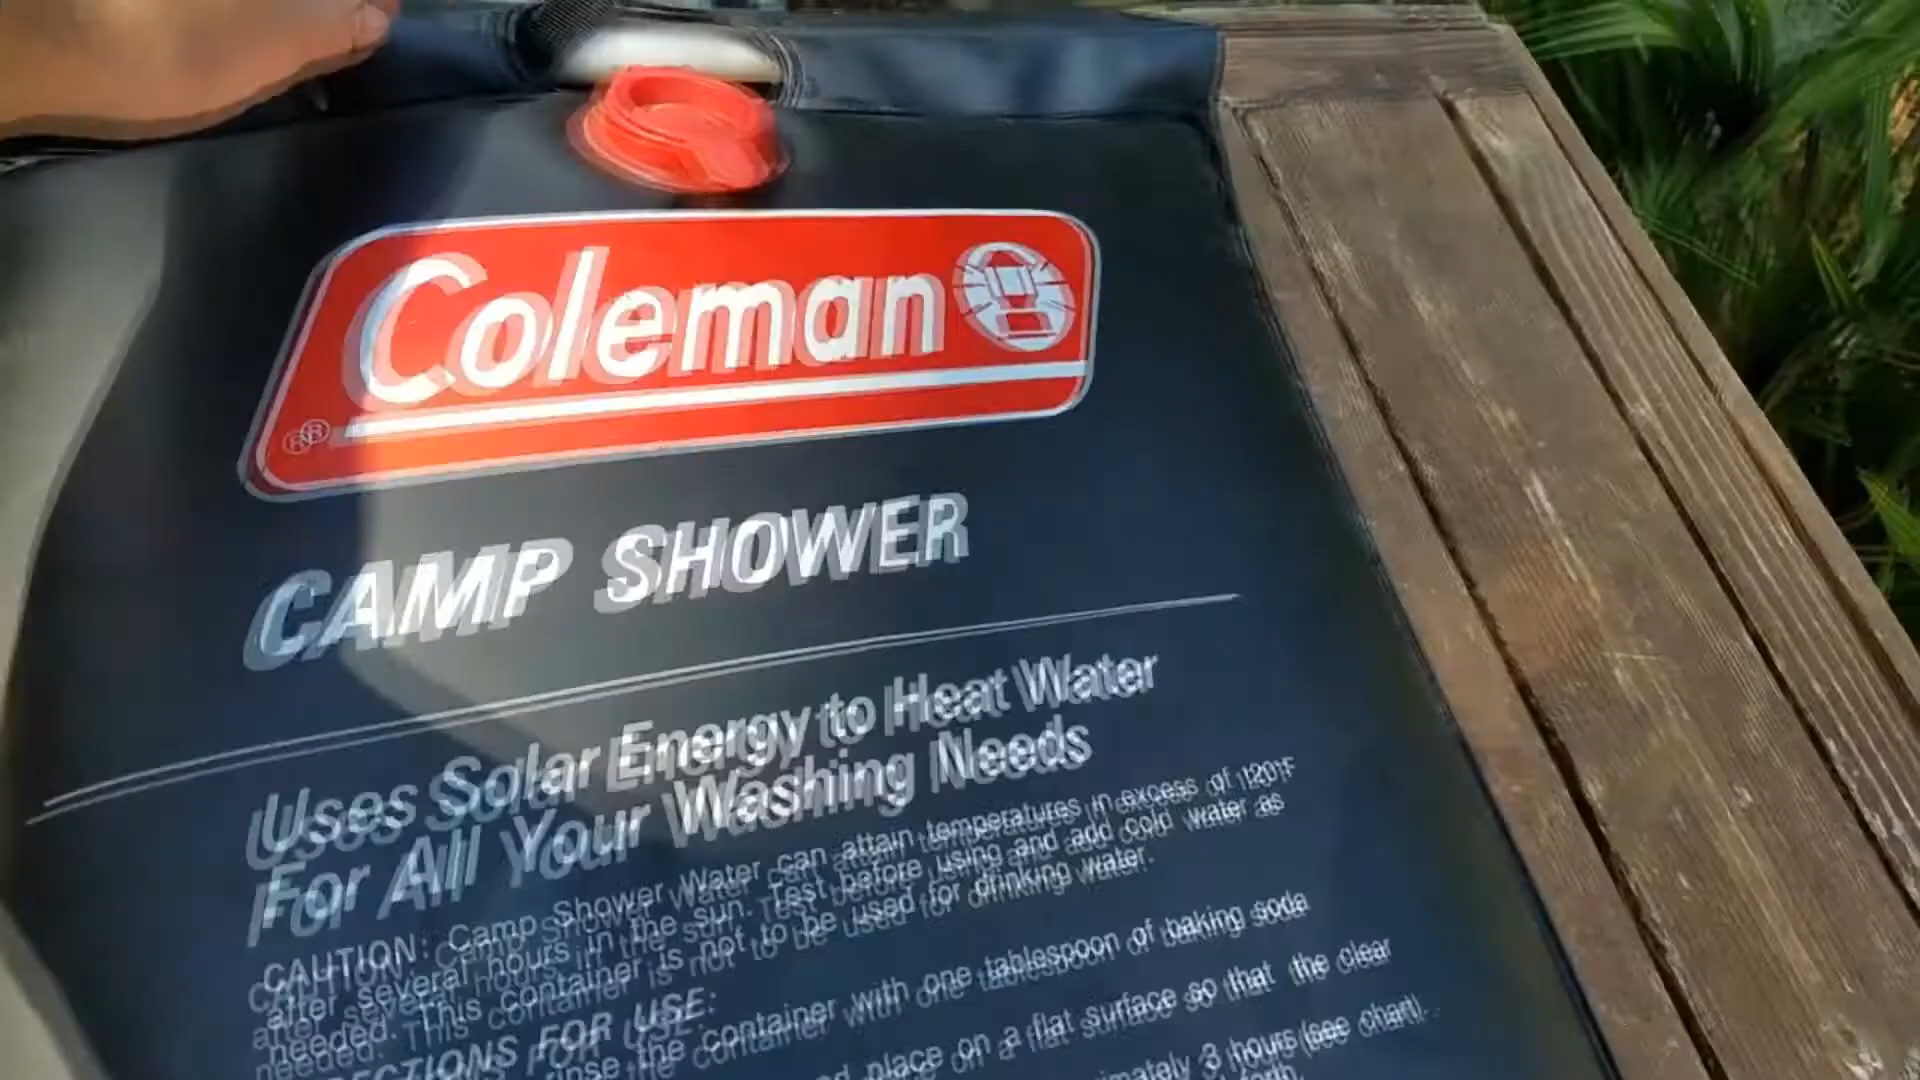 Coleman
®
CAMP SHOWER
Uses Solar Energy to Heat Water
For All Your Washing Needs
CAUTION: Camp Shower Water can attain temperatures in excess of 120°F
after several hours in the sun. Test before using and add cold water as
needed. This container is not to be used for drinking water.
FOR USE:
the container with one tablespoon of baking soda
place on a flat surface so that the clear
3 hours (see chart).
forth.